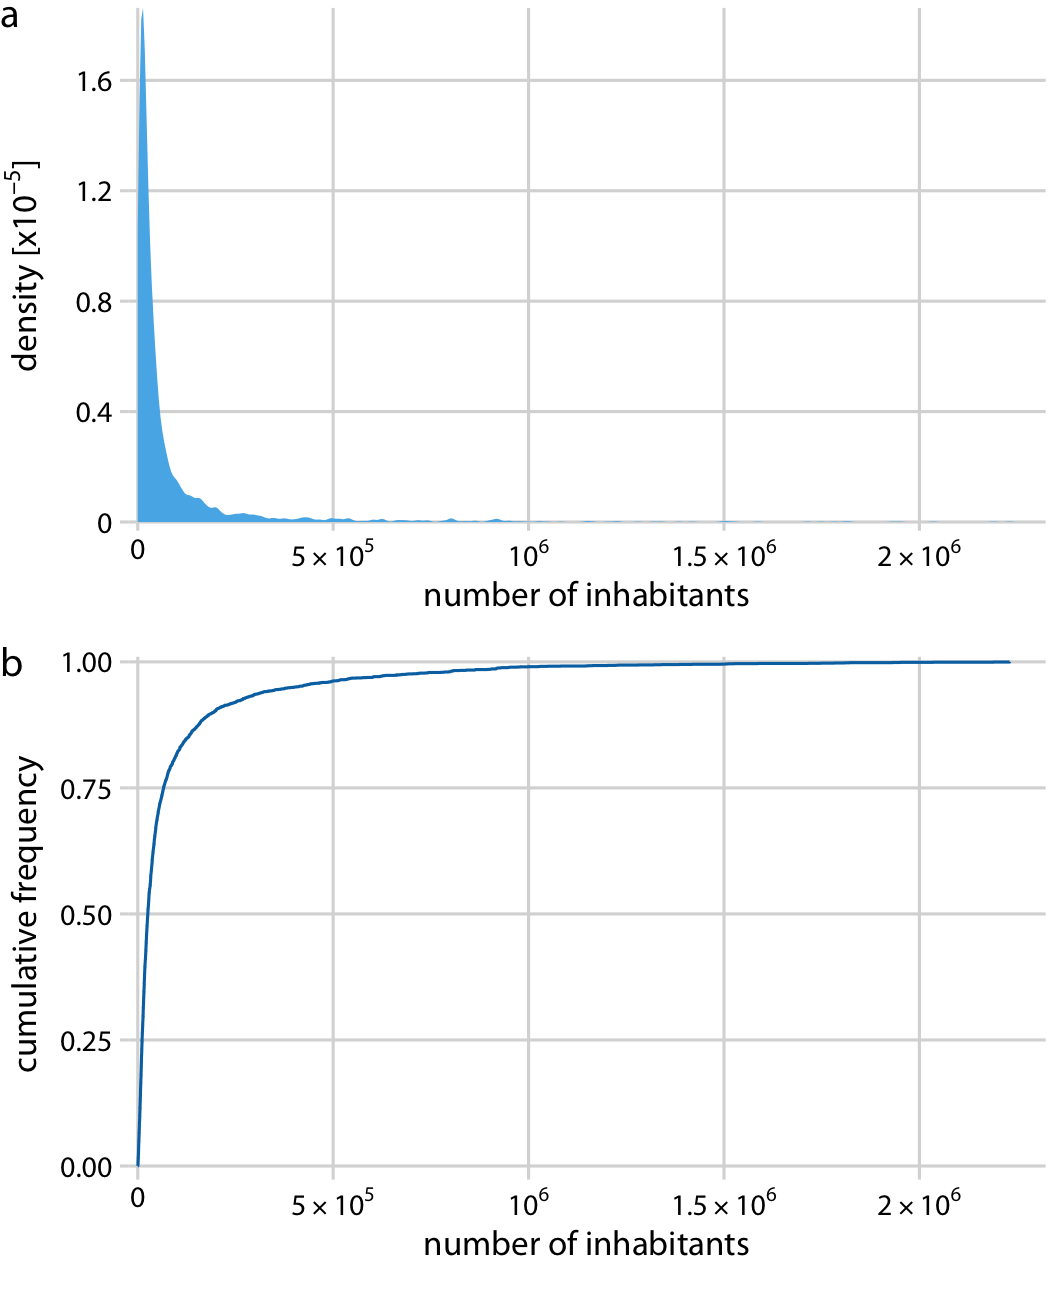 a
density [x10⁻⁵]
1.6
1.2
0.8
0.4
0
0
5 × 10⁵
10⁶
1.5 × 10⁶
2 × 10⁶
number of inhabitants
b
cumulative frequency
1.00
0.75
0.50
0.25
0.00
0
5 × 10⁵
10⁶
1.5 × 10⁶
2 × 10⁶
number of inhabitants